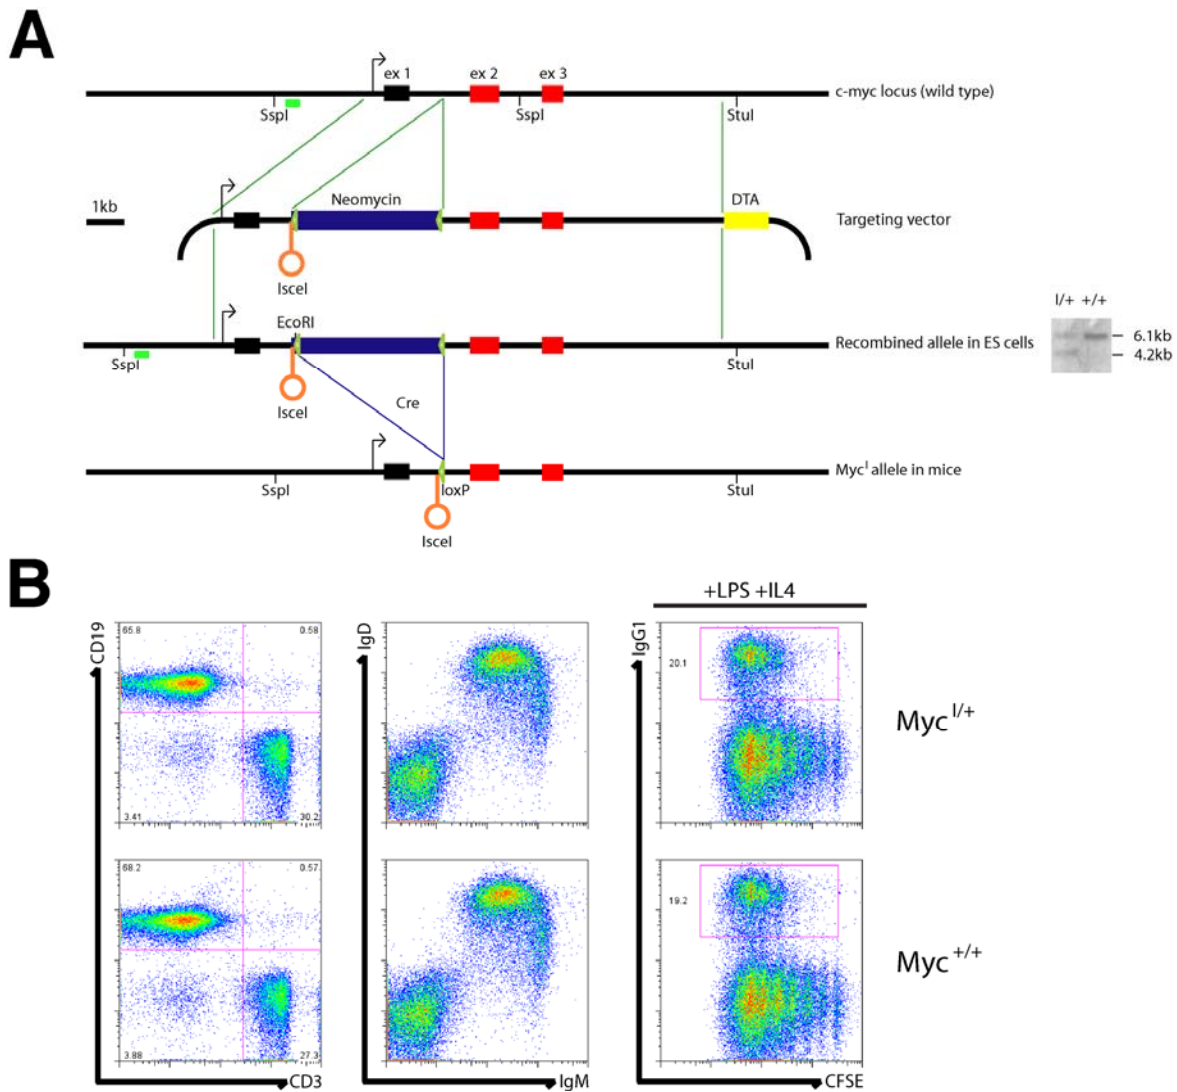 A
ex 1 ex 2 ex 3
c-myc locus (wild type)
SspI SspI StuI
1kb Neomycin DTA
Targeting vector
IsceI
EcoRI
I/+ +/+
6.1kb
4.2kb
Recombined allele in ES cells
SspI StuI
IsceI
Cre
Myc^I allele in mice
SspI loxP StuI
IsceI
B
+LPS +IL4
CD19 IgD IgG1
65.8 0.58
20.1
3.41 30.2
Myc I/+
68.2 0.57
19.2
3.88 27.3
Myc +/+
CD3 IgM CFSE